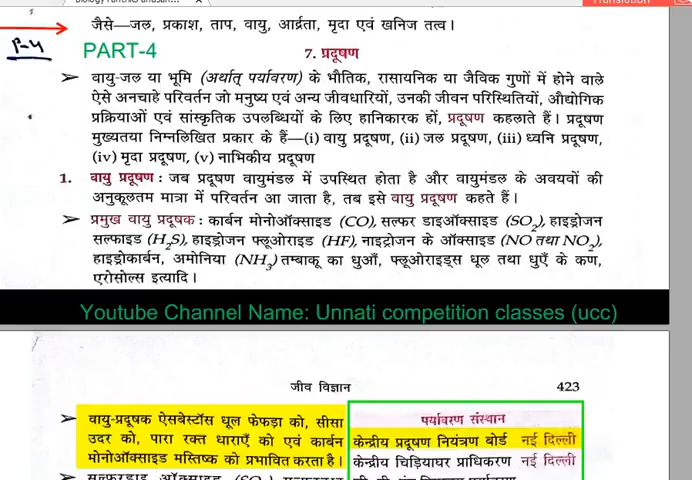 जैसे—जल, प्रकाश, ताप, वायु, आर्द्रता, मृदा एवं खनिज तत्व।
P-4
PART-4
7. प्रदूषण
➢ वायु-जल या भूमि (अर्थात् पर्यावरण) के भौतिक, रासायनिक या जैविक गुणों में होने वाले
ऐसे अनचाहे परिवर्तन जो मनुष्य एवं अन्य जीवधारियों, उनकी जीवन परिस्थितियों, औद्योगिक
प्रक्रियाओं एवं सांस्कृतिक उपलब्धियों के लिए हानिकारक हों, प्रदूषण कहलाते हैं। प्रदूषण
मुख्यतया निम्नलिखित प्रकार के हैं—(i) वायु प्रदूषण, (ii) जल प्रदूषण, (iii) ध्वनि प्रदूषण,
(iv) मृदा प्रदूषण, (v) नाभिकीय प्रदूषण
1. वायु प्रदूषण : जब प्रदूषण वायुमंडल में उपस्थित होता है और वायुमंडल के अवयवों की
अनुकूलतम मात्रा में परिवर्तन आ जाता है, तब इसे वायु प्रदूषण कहते हैं।
➢ प्रमुख वायु प्रदूषक : कार्बन मोनोऑक्साइड (CO), सल्फर डाइऑक्साइड (SO₂), हाइड्रोजन
सल्फाइड (H₂S), हाइड्रोजन फ्लूओराइड (HF), नाइट्रोजन के ऑक्साइड (NO तथा NO₂),
हाइड्रोकार्बन, अमोनिया (NH₃) तम्बाकू का धुआँ, फ्लूओराइड्स धूल तथा धुएँ के कण,
एरोसोल्स इत्यादि।
Youtube Channel Name: Unnati competition classes (ucc)
जीव विज्ञान 423
➢ वायु-प्रदूषक ऐसबेस्टॉस धूल फेफड़ा को, सीसा
उदर को, पारा रक्त धाराएँ को एवं कार्बन
मोनोऑक्साइड मस्तिष्क को प्रभावित करता है।
पर्यावरण संस्थान
केन्द्रीय प्रदूषण नियंत्रण बोर्ड नई दिल्ली
केन्द्रीय चिड़ियाघर प्राधिकरण नई दिल्ली